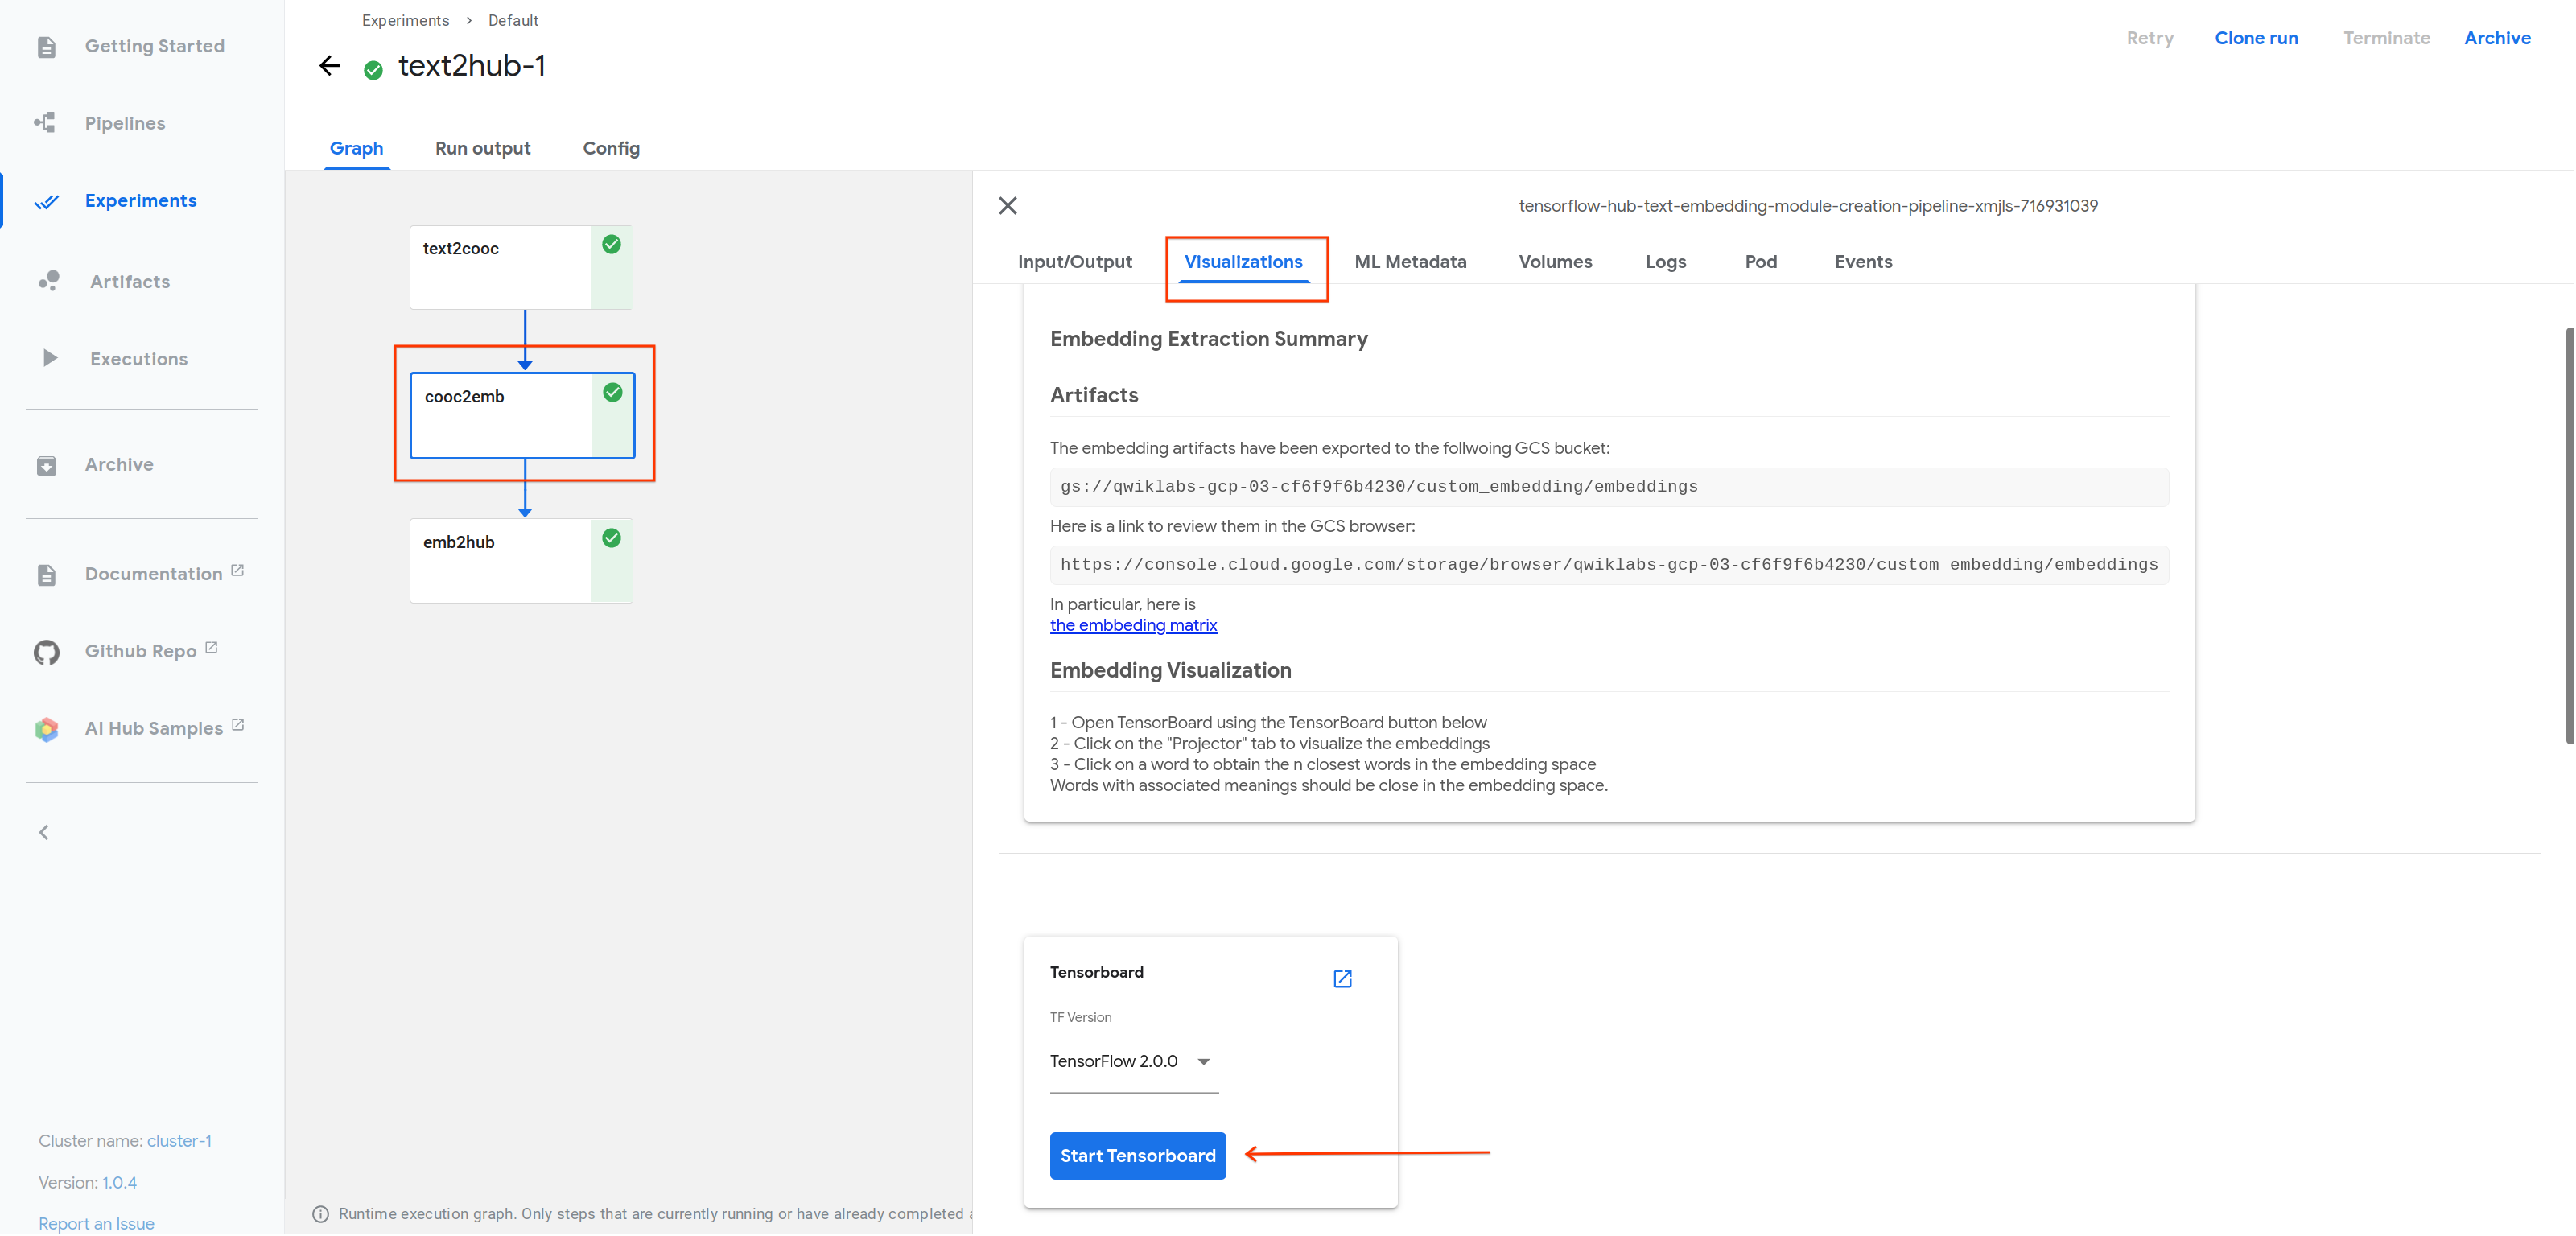 Getting Started
Pipelines
Experiments
Artifacts
Executions
Archive
Documentation
Github Repo
AI Hub Samples
Cluster name: cluster-1
Version: 1.0.4
Report an Issue
Experiments > Default
text2hub-1
Retry
Clone run
Terminate
Archive
Graph
Run output
Config
text2cooc
cooc2emb
emb2hub
Runtime execution graph. Only steps that are currently running or have already completed
tensorflow-hub-text-embedding-module-creation-pipeline-xmjls-716931039
Input/Output
Visualizations
ML Metadata
Volumes
Logs
Pod
Events
Embedding Extraction Summary
Artifacts
The embedding artifacts have been exported to the follwoing GCS bucket:
gs://qwiklabs-gcp-03-cf6f9f6b4230/custom_embedding/embeddings
Here is a link to review them in the GCS browser:
https://console.cloud.google.com/storage/browser/qwiklabs-gcp-03-cf6f9f6b4230/custom_embedding/embeddings
In particular, here is
the embbeding matrix
Embedding Visualization
1 - Open TensorBoard using the TensorBoard button below
2 - Click on the "Projector" tab to visualize the embeddings
3 - Click on a word to obtain the n closest words in the embedding space
Words with associated meanings should be close in the embedding space.
Tensorboard
TF Version
TensorFlow 2.0.0
Start Tensorboard